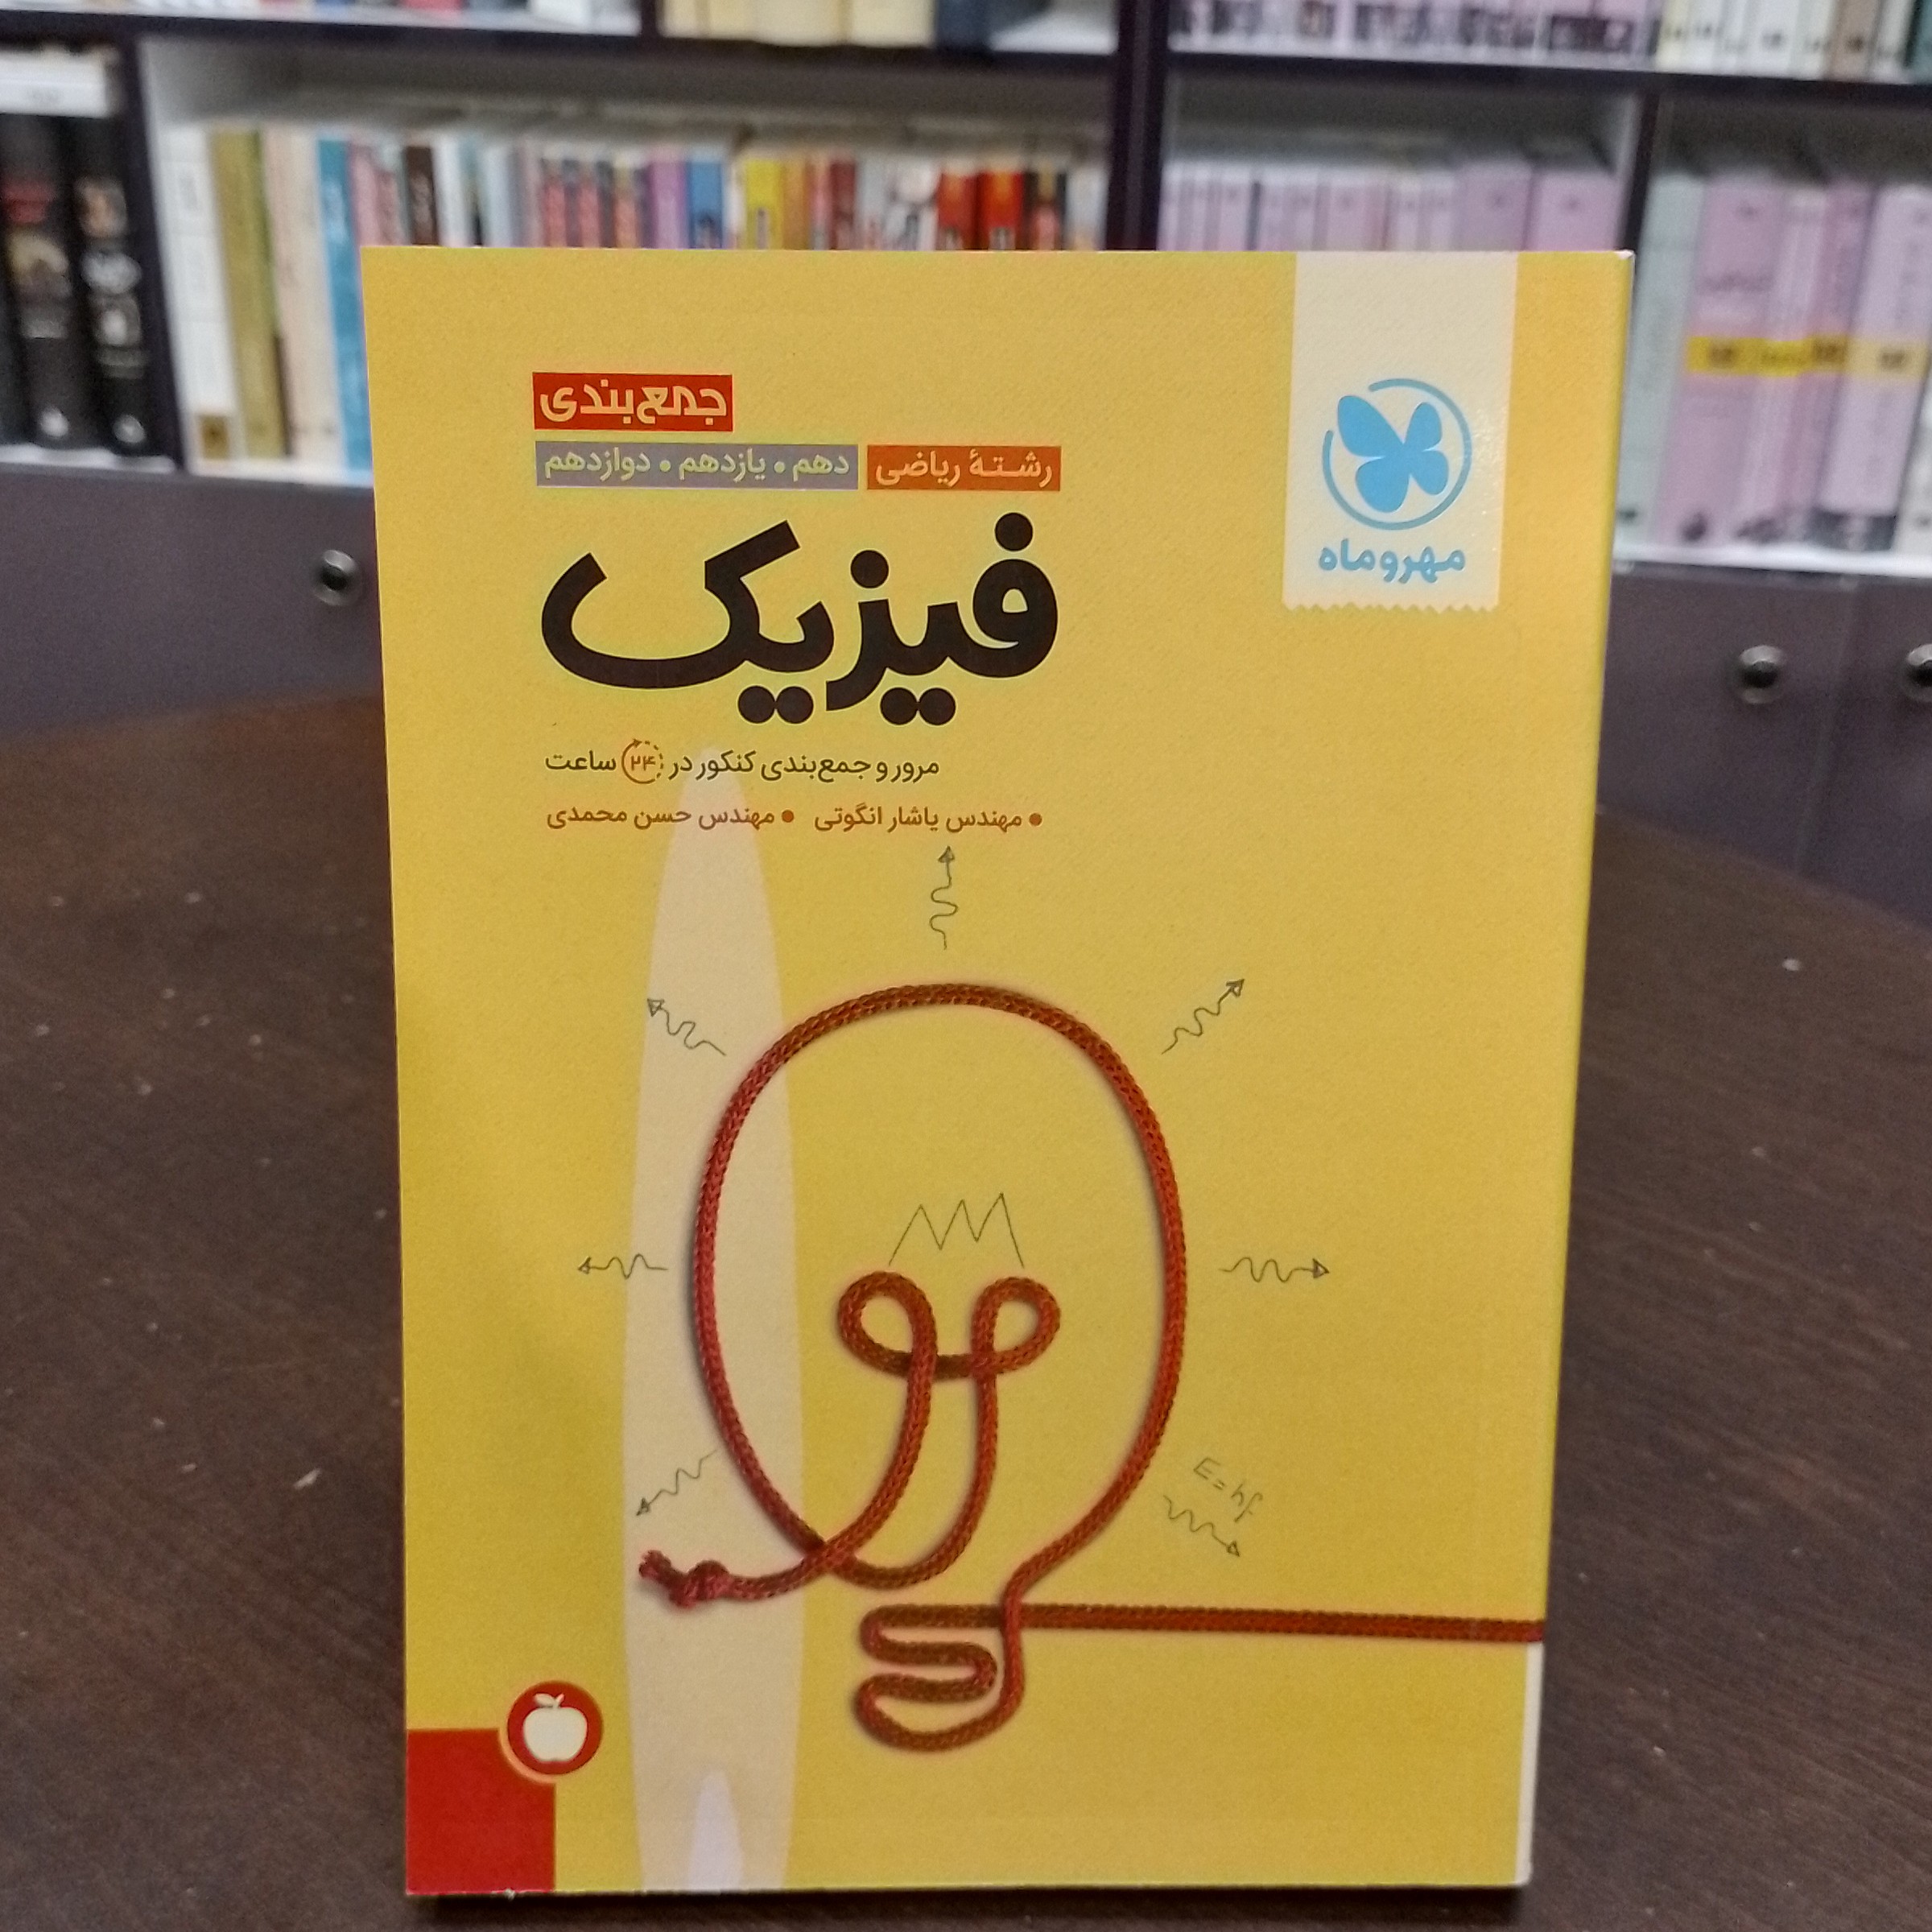 جمع‌بندی
رشتهٔ ریاضی دهم • یازدهم • دوازدهم
فیزیک
مهروماه
مرور و جمع‌بندی کنکور در ۲۴ ساعت
• مهندس یاشار انگوتی • مهندس حسن محمدی
E=hf